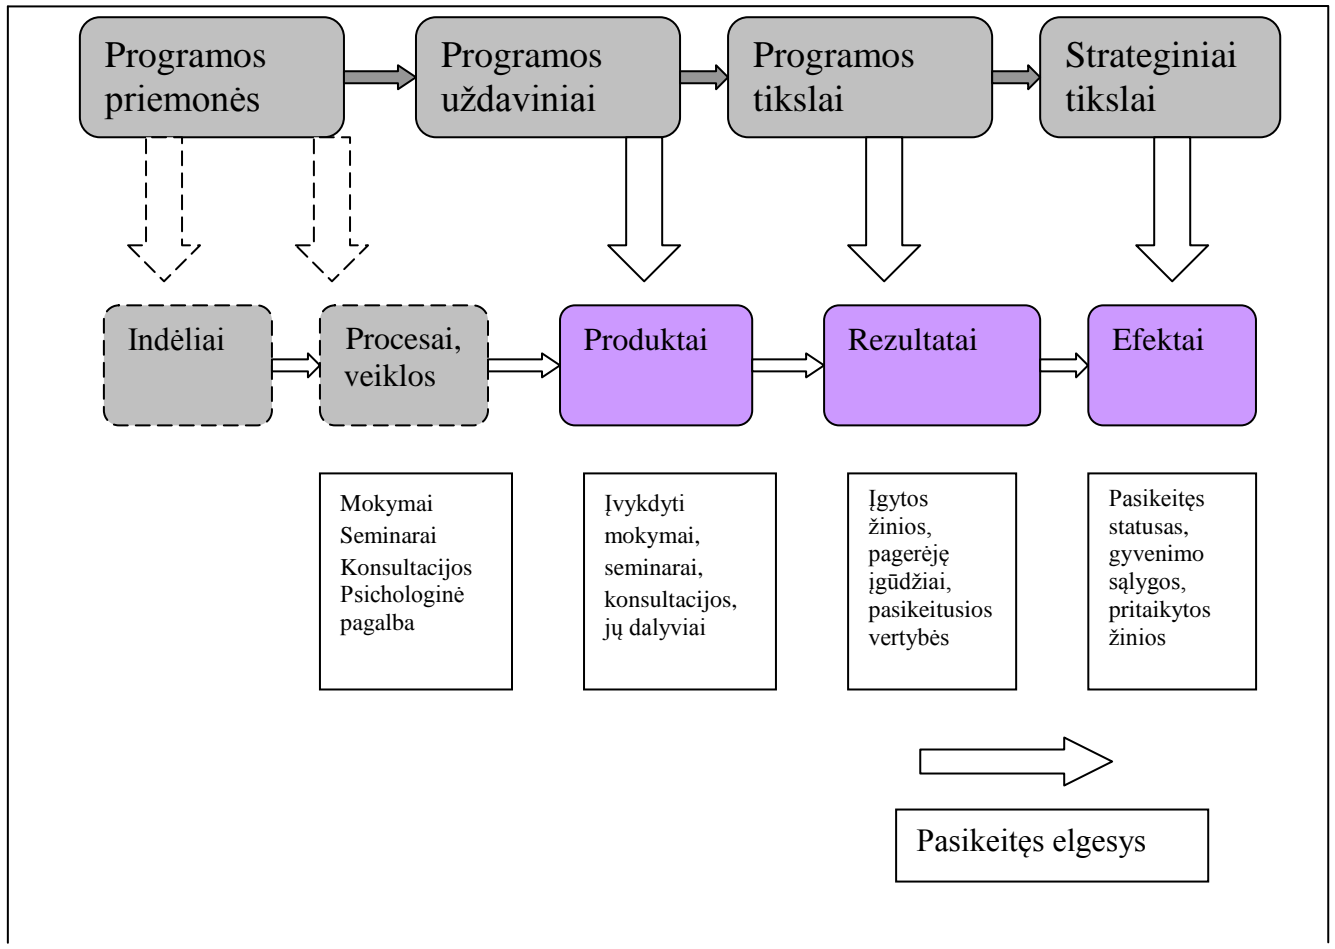 Programos
priemonės
Programos
uždaviniai
Programos
tikslai
Strateginiai
tikslai
Indėliai
Procesai,
veiklos
Produktai
Rezultatai
Efektai
Mokymai
Seminarai
Konsultacijos
Psichologinė
pagalba
Įvykdyti
mokymai,
seminarai,
konsultacijos,
jų dalyviai
Įgytos
žinios,
pagerėję
įgūdžiai,
pasikeitusios
vertybės
Pasikeitęs
statusas,
gyvenimo
sąlygos,
pritaikytos
žinios
Pasikeitęs elgesys